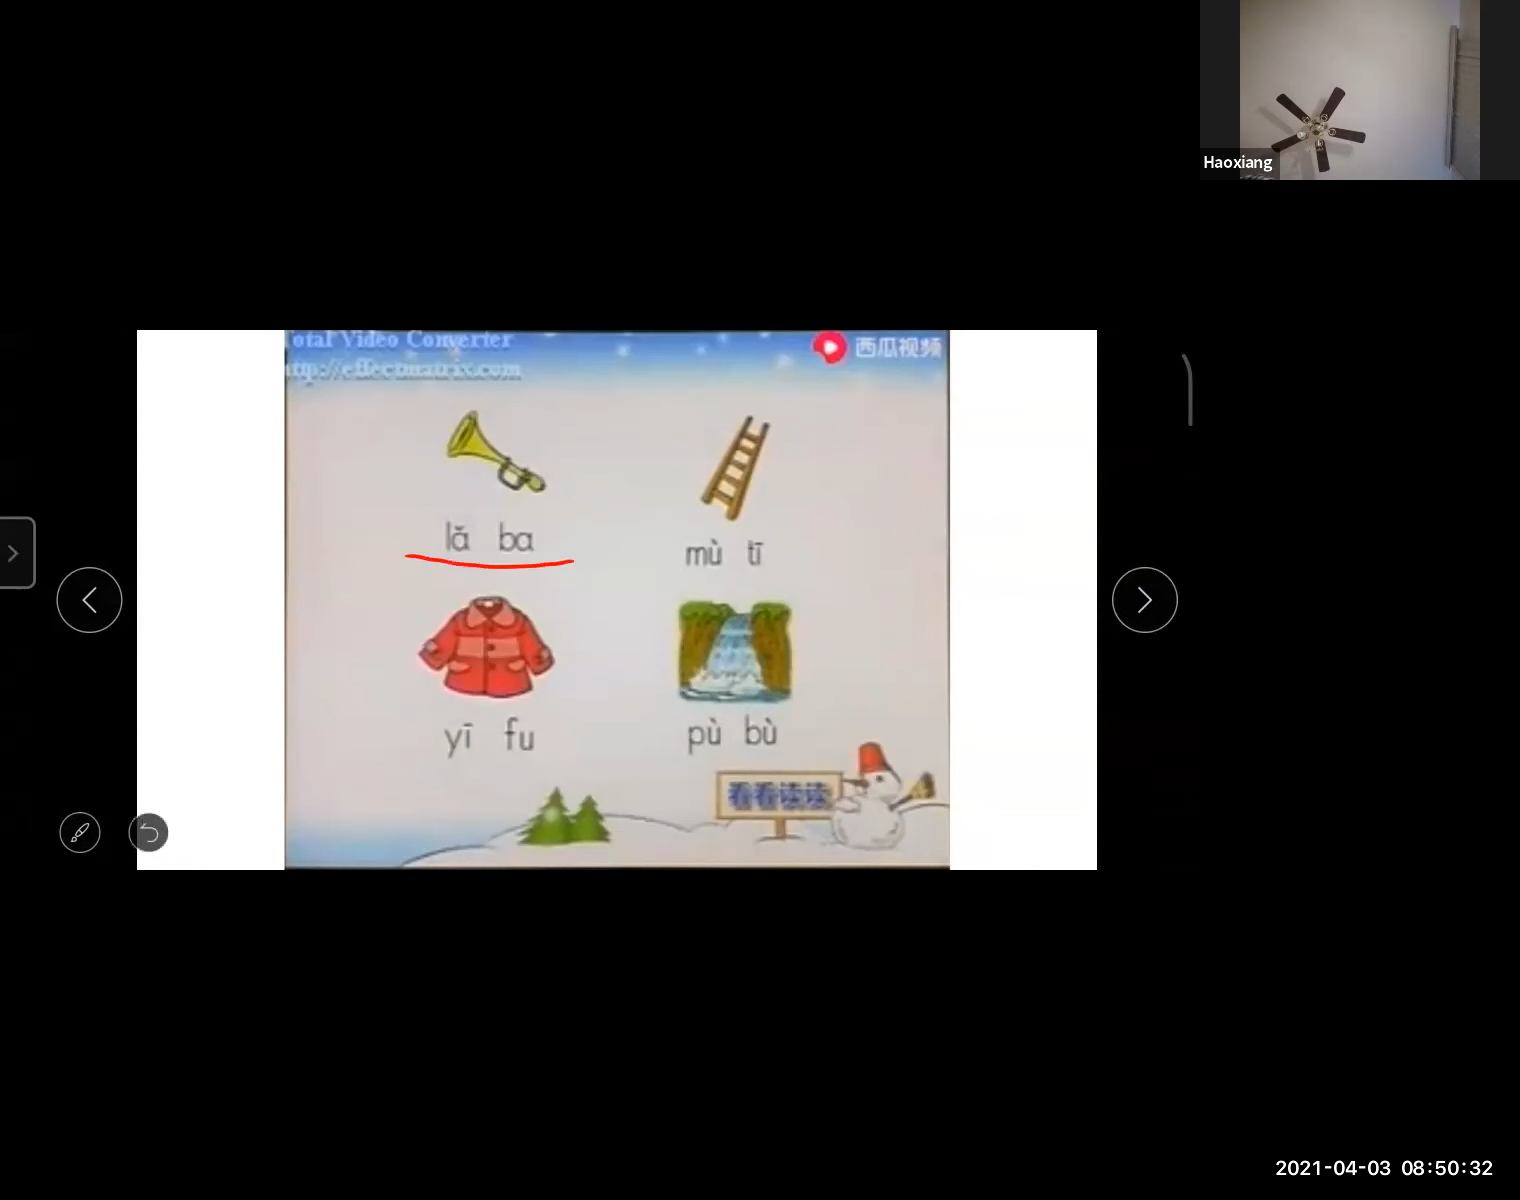 Haoxiang
Total Video Converter
http://effectmatrix.com
西瓜视频
lǎ ba
mù tī
yī fu
pù bù
看看读读
2021-04-03 08:50:32